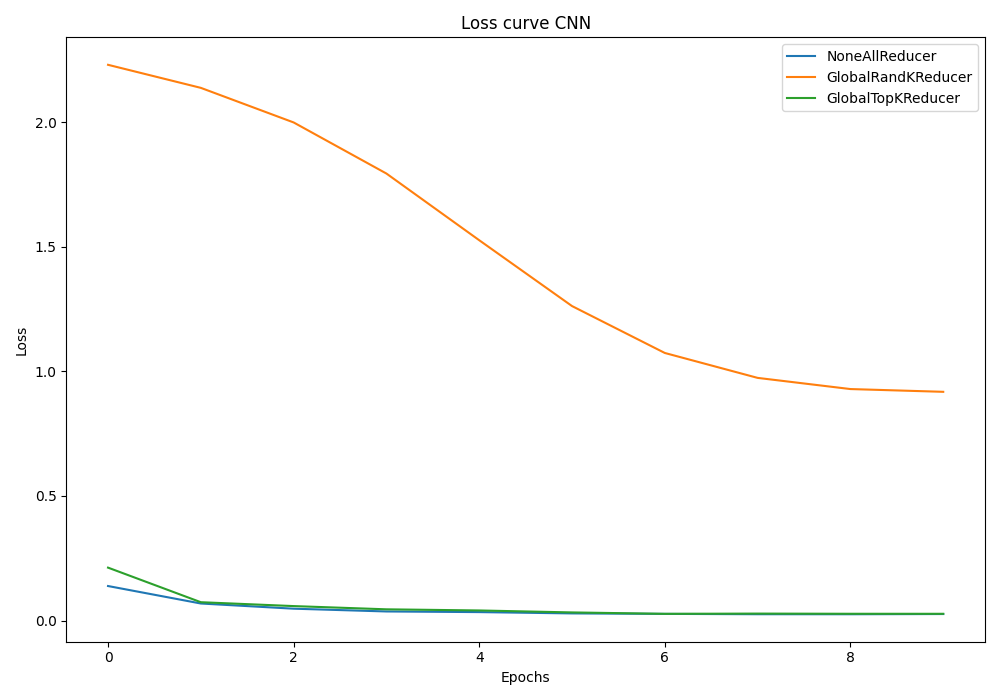 Loss curve CNN
NoneAllReducer
GlobalRandKReducer
GlobalTopKReducer
2.0
1.5
1.0
0.5
0.0
Loss
0 2 4 6 8
Epochs